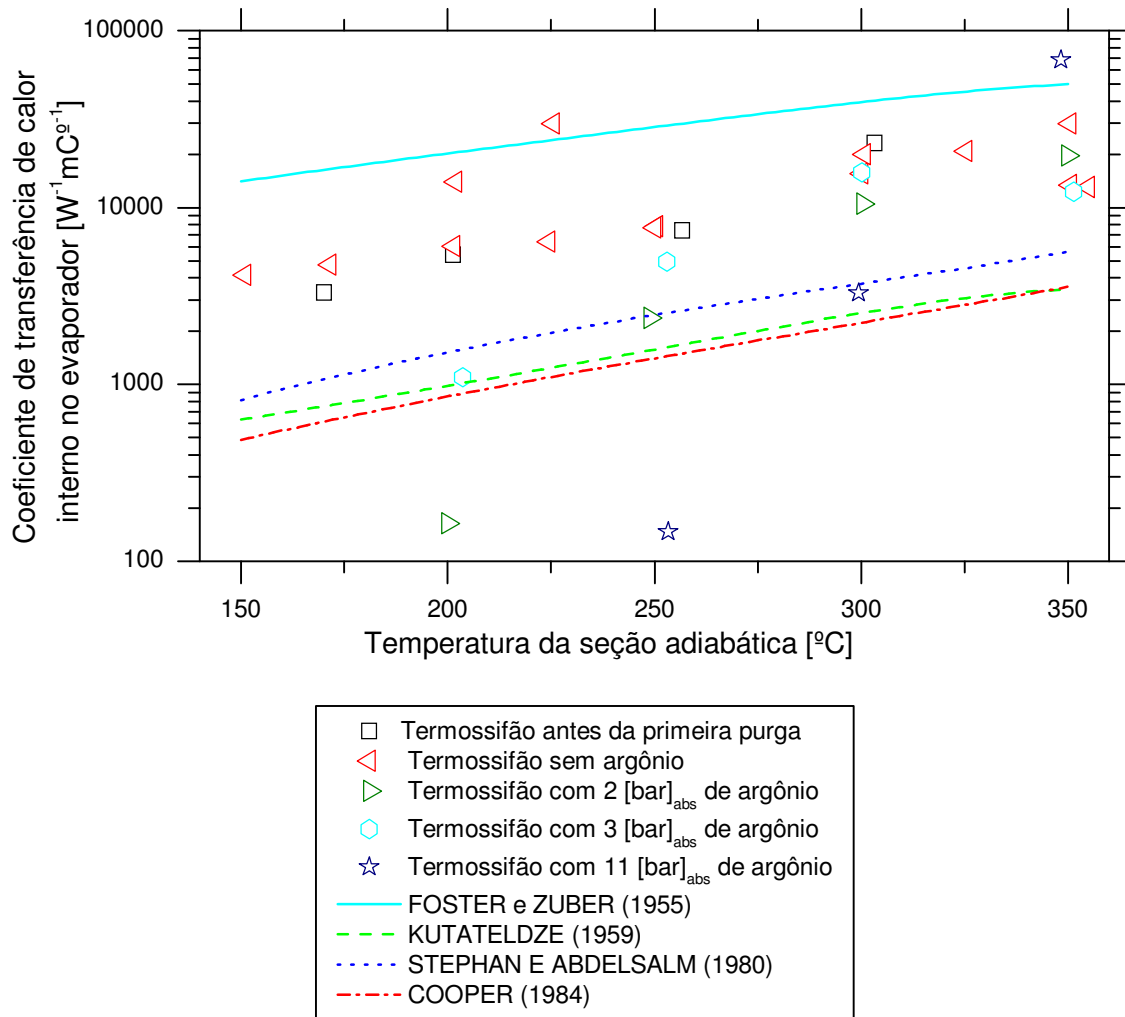 100000
10000
1000
100
Coeficiente de transferência de calor
interno no evaporador [W⁻¹mCº⁻¹]
150 200 250 300 350
Temperatura da seção adiabática [ºC]
Termossifão antes da primeira purga
Termossifão sem argônio
Termossifão com 2 [bar]abs de argônio
Termossifão com 3 [bar]abs de argônio
Termossifão com 11 [bar]abs de argônio
FOSTER e ZUBER (1955)
KUTATELDZE (1959)
STEPHAN E ABDELSALM (1980)
COOPER (1984)